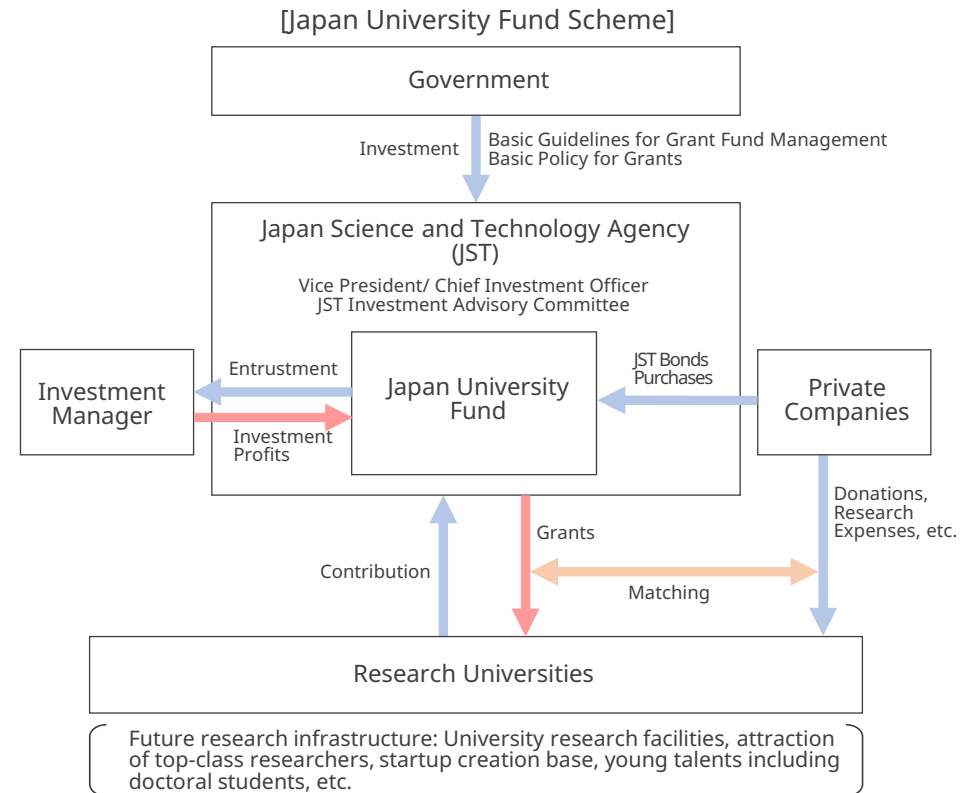 [Japan University Fund Scheme]
Government
Investment
Basic Guidelines for Grant Fund Management
Basic Policy for Grants
Japan Science and Technology Agency
(JST)
Vice President/ Chief Investment Officer
JST Investment Advisory Committee
Investment
Manager
Entrustment
Investment
Profits
Japan University
Fund
JST Bonds
Purchases
Private
Companies
Donations,
Research
Expenses, etc.
Contribution
Grants
Matching
Research Universities
Future research infrastructure: University research facilities, attraction
of top-class researchers, startup creation base, young talents including
doctoral students, etc.